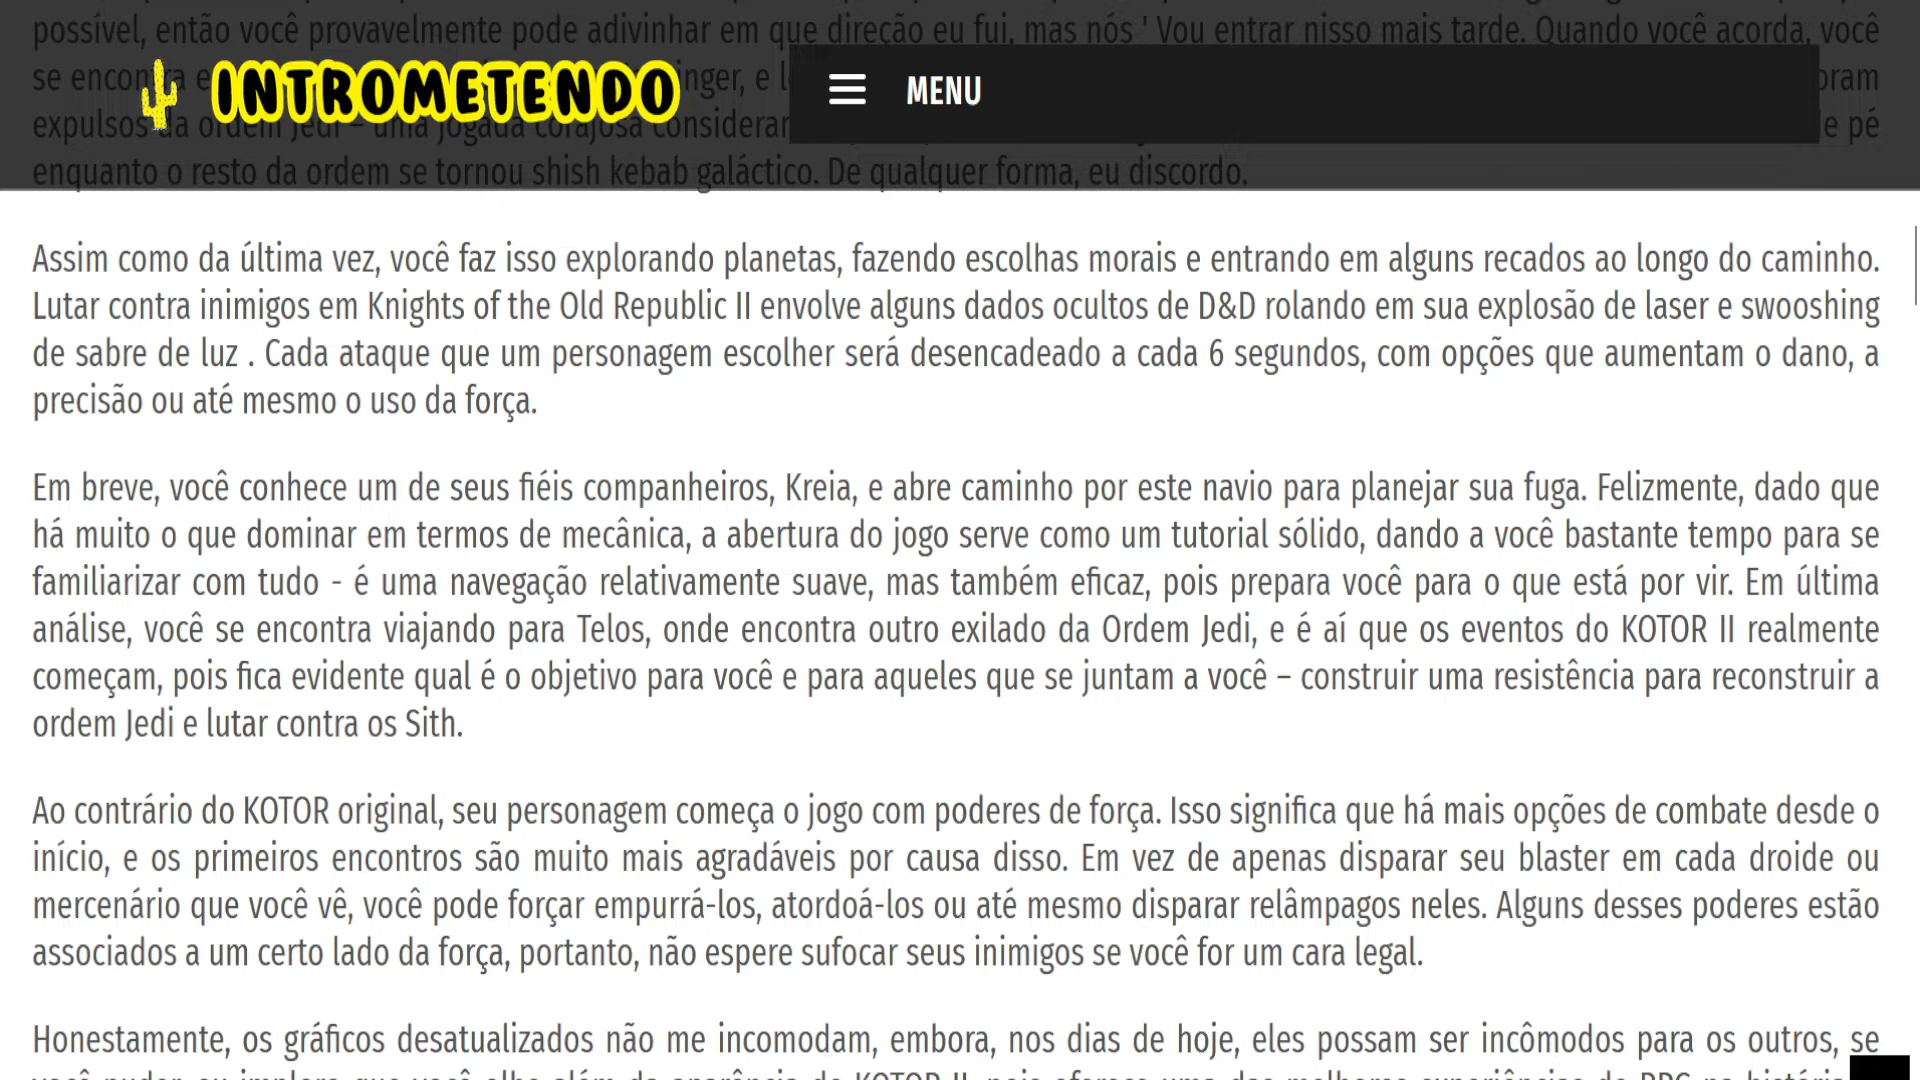 possível, então você provavelmente pode adivinhar em que direção eu fui, mas nós ' Vou entrar nisso mais tarde. Quando você acorda, você
se encontra e
INTROMETENDO
MENU
expulsos da ordem Jedi – uma jogada corajosa considerar
e pé
enquanto o resto da ordem se tornou shish kebab galáctico. De qualquer forma, eu discordo.
Assim como da última vez, você faz isso explorando planetas, fazendo escolhas morais e entrando em alguns recados ao longo do caminho.
Lutar contra inimigos em Knights of the Old Republic II envolve alguns dados ocultos de D&D rolando em sua explosão de laser e swooshing
de sabre de luz . Cada ataque que um personagem escolher será desencadeado a cada 6 segundos, com opções que aumentam o dano, a
precisão ou até mesmo o uso da força.
Em breve, você conhece um de seus fiéis companheiros, Kreia, e abre caminho por este navio para planejar sua fuga. Felizmente, dado que
há muito o que dominar em termos de mecânica, a abertura do jogo serve como um tutorial sólido, dando a você bastante tempo para se
familiarizar com tudo - é uma navegação relativamente suave, mas também eficaz, pois prepara você para o que está por vir. Em última
análise, você se encontra viajando para Telos, onde encontra outro exilado da Ordem Jedi, e é aí que os eventos do KOTOR II realmente
começam, pois fica evidente qual é o objetivo para você e para aqueles que se juntam a você – construir uma resistência para reconstruir a
ordem Jedi e lutar contra os Sith.
Ao contrário do KOTOR original, seu personagem começa o jogo com poderes de força. Isso significa que há mais opções de combate desde o
início, e os primeiros encontros são muito mais agradáveis por causa disso. Em vez de apenas disparar seu blaster em cada droide ou
mercenário que você vê, você pode forçar empurrá-los, atordoá-los ou até mesmo disparar relâmpagos neles. Alguns desses poderes estão
associados a um certo lado da força, portanto, não espere sufocar seus inimigos se você for um cara legal.
Honestamente, os gráficos desatualizados não me incomodam, embora, nos dias de hoje, eles possam ser incômodos para os outros, se